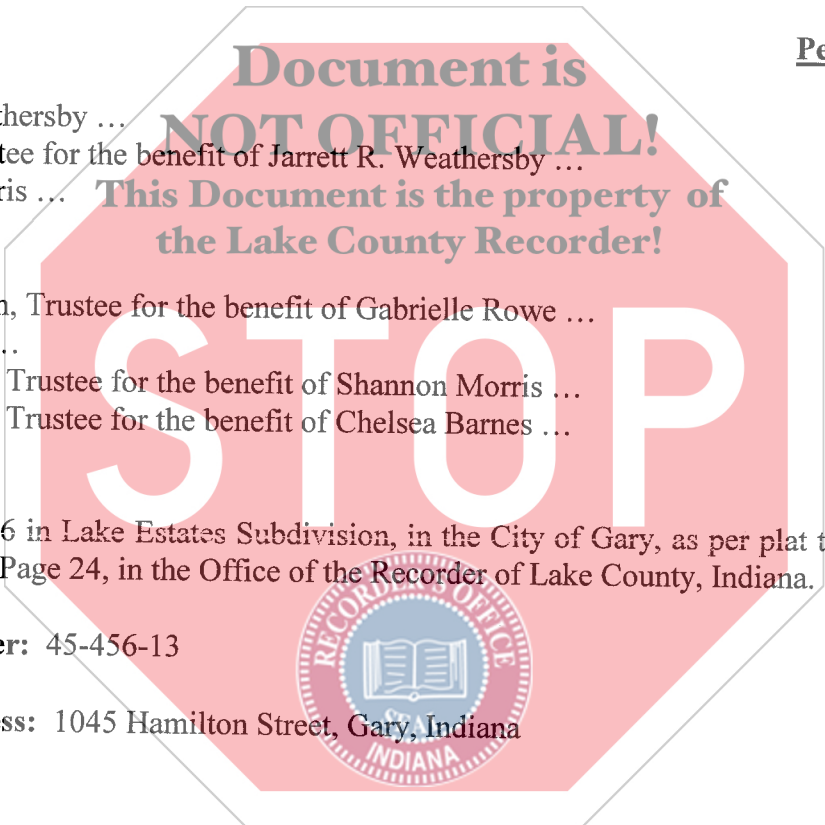 Pe
Document is
thersby ...
NOT OFFICIAL!
tee for the benefit of Jarrett R. Weathersby ...
ris ... This Document is the property of
the Lake County Recorder!
n, Trustee for the benefit of Gabrielle Rowe ...
...
Trustee for the benefit of Shannon Morris ...
Trustee for the benefit of Chelsea Barnes ...
STOP
6 in Lake Estates Subdivision, in the City of Gary, as per plat t
Page 24, in the Office of the Recorder of Lake County, Indiana.
RECORDER'S OFFICE
er: 45-456-13
SEAL
ss: 1045 Hamilton Street, Gary, Indiana
INDIANA